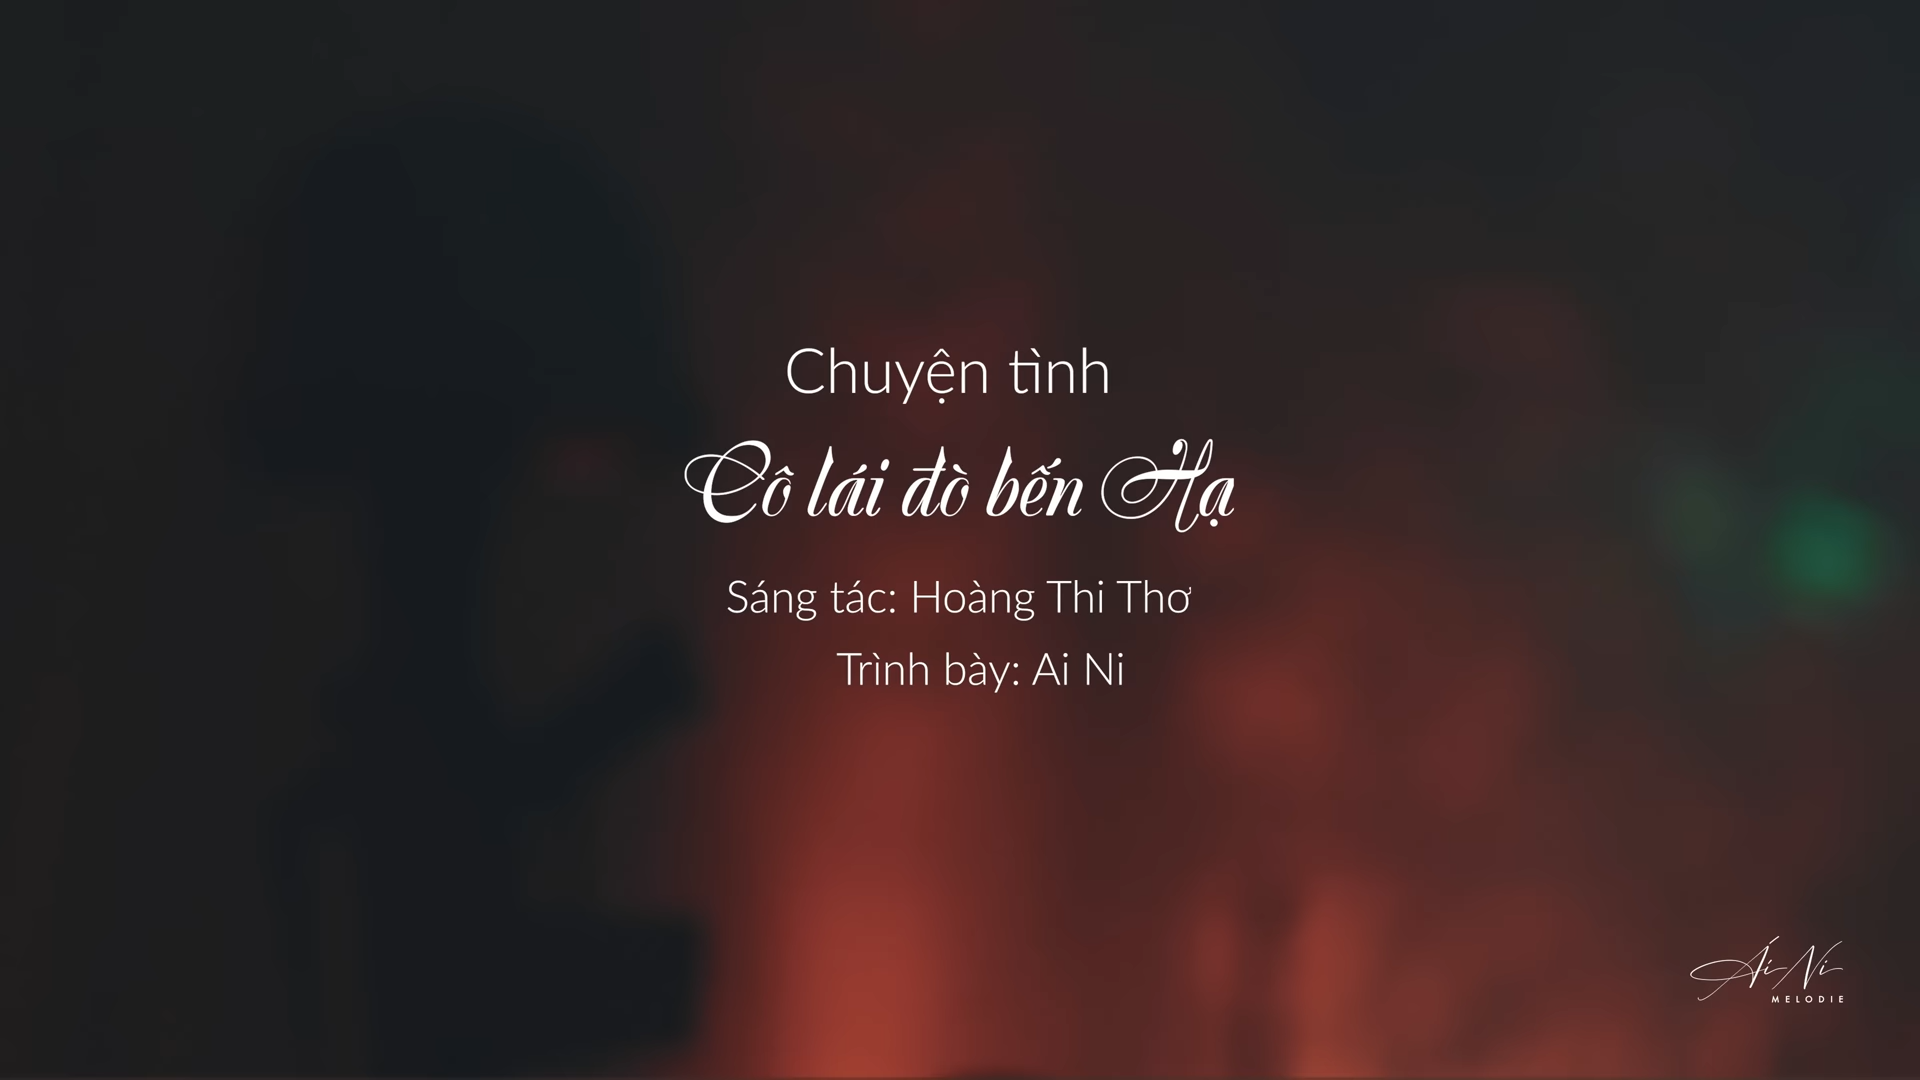 Chuyện tình
Cô lái đò bến Hạ
Sáng tác: Hoàng Thi Thơ
Trình bày: Ai Ni
Ái Ni
MELODIE